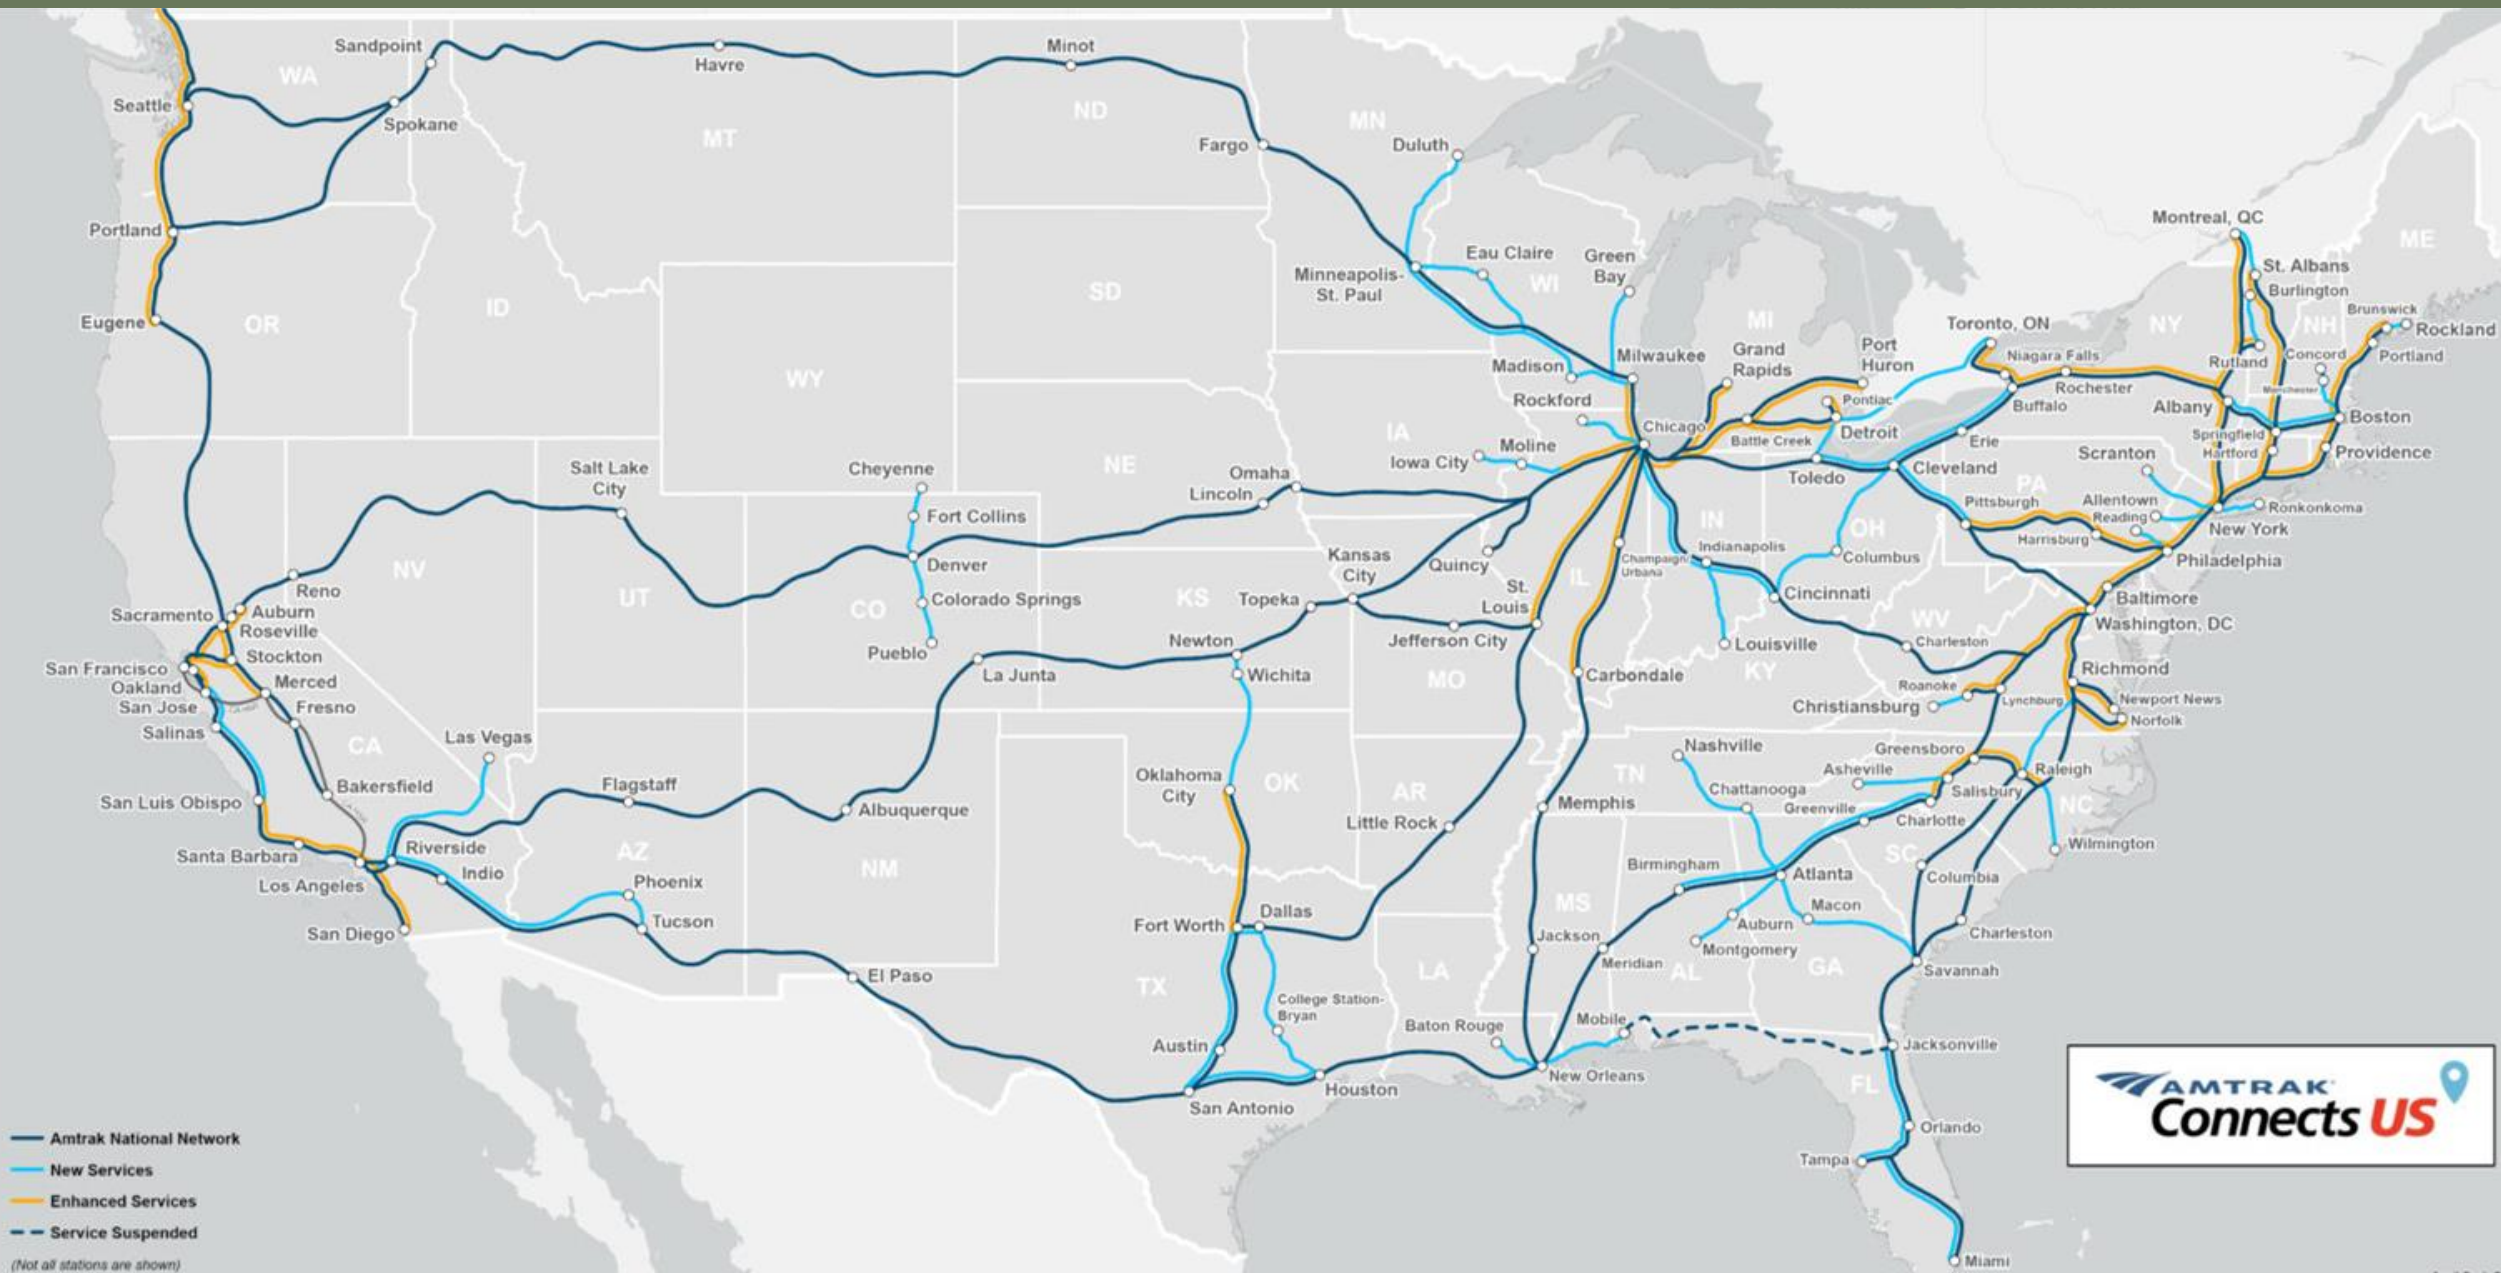 Sandpoint
Havre
Minot
WA
Seattle
Spokane
MT
ND
Fargo
MN
Duluth
Portland
Eugene
OR
ID
SD
WY
Minneapolis-
St. Paul
Eau Claire
Green
Bay
WI
Madison
Milwaukee
Rockford
MI
Grand
Rapids
Port
Huron
Pontiac
Battle Creek
Detroit
Chicago
Toledo
Toronto, ON
Niagara Falls
Rochester
Buffalo
Erie
Cleveland
Montreal, QC
St. Albans
Burlington
ME
Brunswick
Rockland
Portland
NY
NH
Rutland
Concord
Manchester
Albany
Boston
Springfield
Hartford
Providence
Scranton
PA
Pittsburgh
Allentown
Reading
Ronkonkoma
New York
Harrisburg
Philadelphia
Baltimore
Washington, DC
IA
Moline
Iowa City
Omaha
Lincoln
NE
Salt Lake
City
Cheyenne
Fort Collins
Denver
Colorado Springs
CO
Pueblo
NV
UT
Reno
Sacramento
Auburn
Roseville
Stockton
San Francisco
Oakland
San Jose
Merced
Fresno
Salinas
CA
Bakersfield
Las Vegas
San Luis Obispo
Santa Barbara
Los Angeles
Riverside
Indio
San Diego
Flagstaff
AZ
Phoenix
Tucson
Albuquerque
NM
El Paso
KS
Topeka
Kansas
City
Quincy
St.
Louis
Jefferson City
Newton
Wichita
La Junta
MO
IL
Champaign
Urbana
IN
Indianapolis
OH
Columbus
Cincinnati
Louisville
KY
WV
Charleston
Carbondale
Richmond
Roanoke
Lynchburg
Newport News
Norfolk
Christiansburg
Oklahoma
City
OK
AR
Little Rock
Memphis
TN
Nashville
Chattanooga
Greensboro
Asheville
Greenville
Salisbury
Raleigh
NC
Charlotte
Wilmington
SC
Columbia
Charleston
Savannah
Birmingham
Atlanta
Macon
Auburn
Montgomery
MS
Jackson
Meridian
AL
GA
Fort Worth
Dallas
TX
LA
College Station-
Bryan
Austin
San Antonio
Houston
Baton Rouge
New Orleans
Mobile
Jacksonville
FL
Orlando
Tampa
Miami
AMTRAK
Connects US
Amtrak National Network
New Services
Enhanced Services
Service Suspended
(Not all stations are shown)